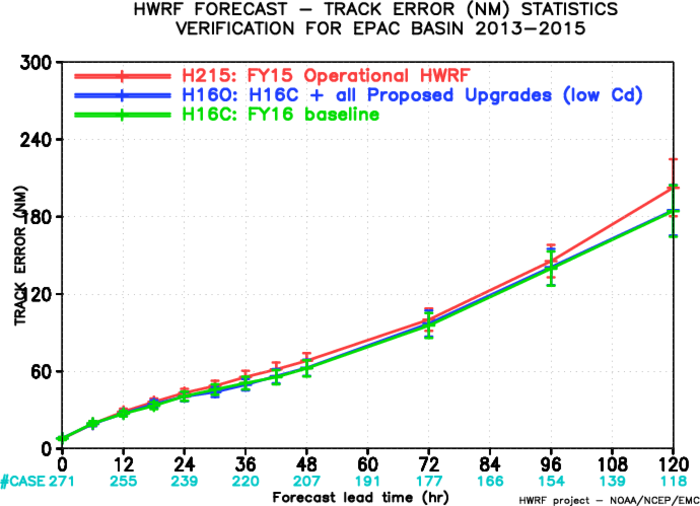 HWRF FORECAST − TRACK ERROR (NM) STATISTICS
VERIFICATION FOR EPAC BASIN 2013−2015
H215: FY15 Operational HWRF
H16O: H16C + all Proposed Upgrades (low Cd)
H16C: FY16 baseline
TRACK ERROR (NM)
300
240
180
120
60
0
0 12 24 36 48 60 72 84 96 108 120
#CASE 271 255 239 220 207 191 177 166 154 139 118
Forecast lead time (hr)
HWRF project − NOAA/NCEP/EMC